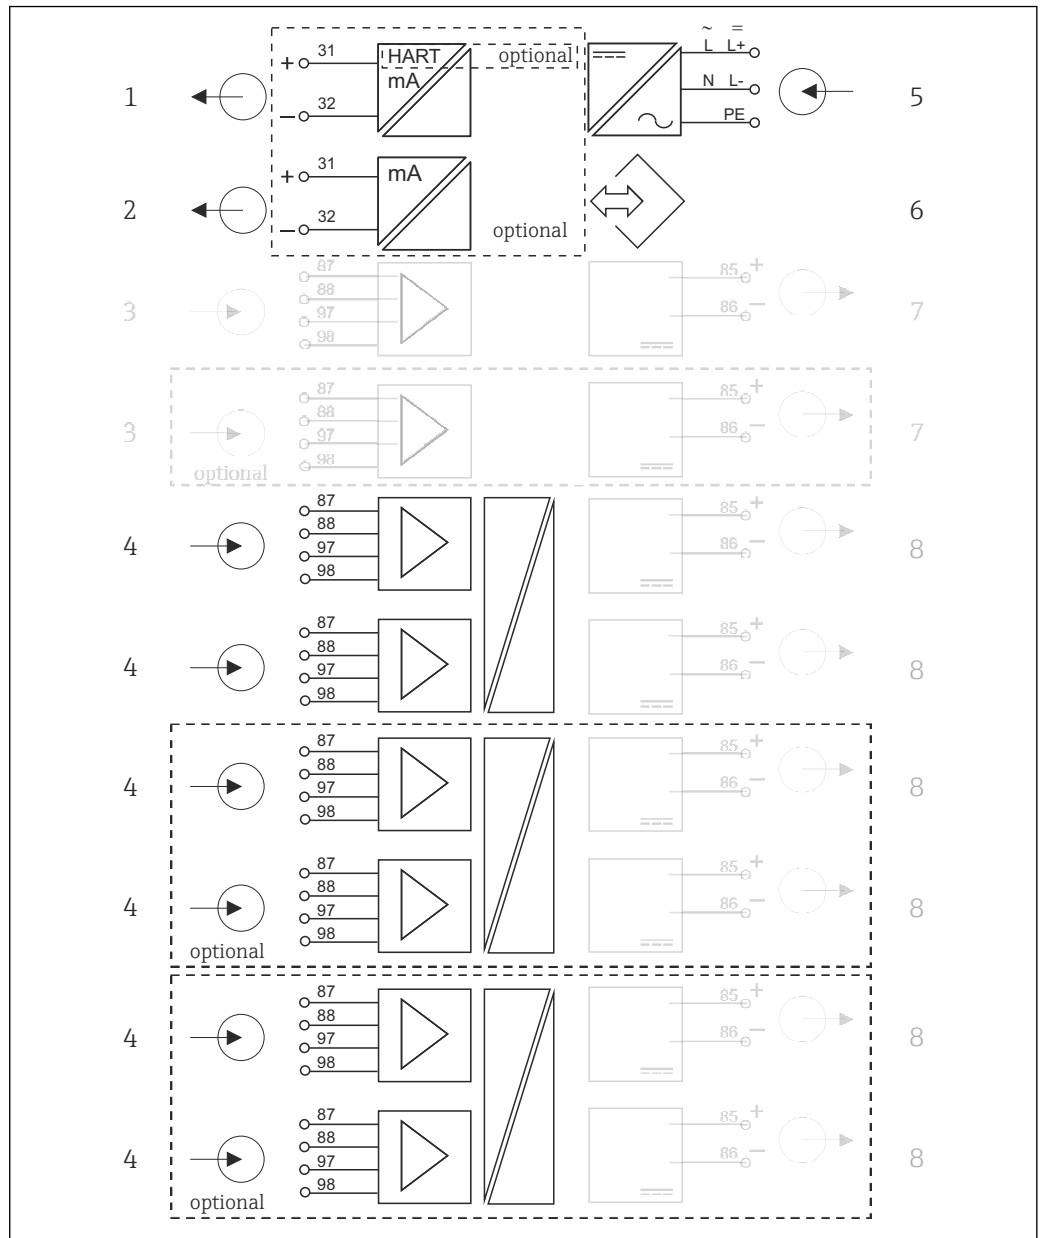 ~ =
31 HART optional L L+
+
mA
1 N L- 5
32
− PE
31
+ mA
2 6
32
− optional
87 85 +
88
3 97 86 − 7
98
87 85 +
88
3 97 86 − 7
98
optional
87 85 +
88
4 97 86 − 8
98
87 85 +
88
4 97 86 − 8
98
87 85 +
88
4 97 86 − 8
98
87 85 +
88
4 97 86 − 8
98
optional
87 85 +
88
4 97 86 − 8
98
87 85 +
88
4 97 86 − 8
98
optional